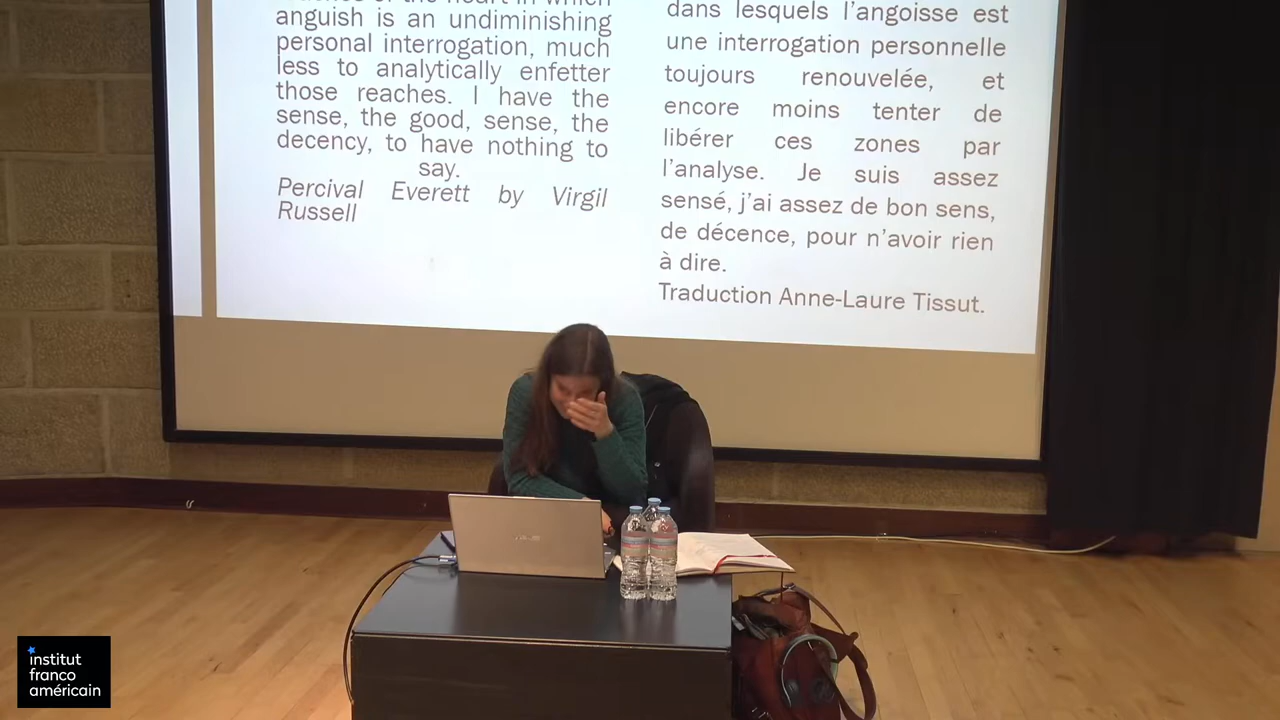 anguish is an undiminishing
personal interrogation, much
less to analytically enfetter
those reaches. I have the
sense, the good, sense, the
decency, to have nothing to
say.
Percival Everett by Virgil
Russell
dans lesquels l'angoisse est
une interrogation personnelle
toujours renouvelée, et
encore moins tenter de
libérer ces zones par
l'analyse. Je suis assez
sensé, j'ai assez de bon sens,
de décence, pour n'avoir rien
à dire.
Traduction Anne-Laure Tissut.
ASUS
institut
franco
américain